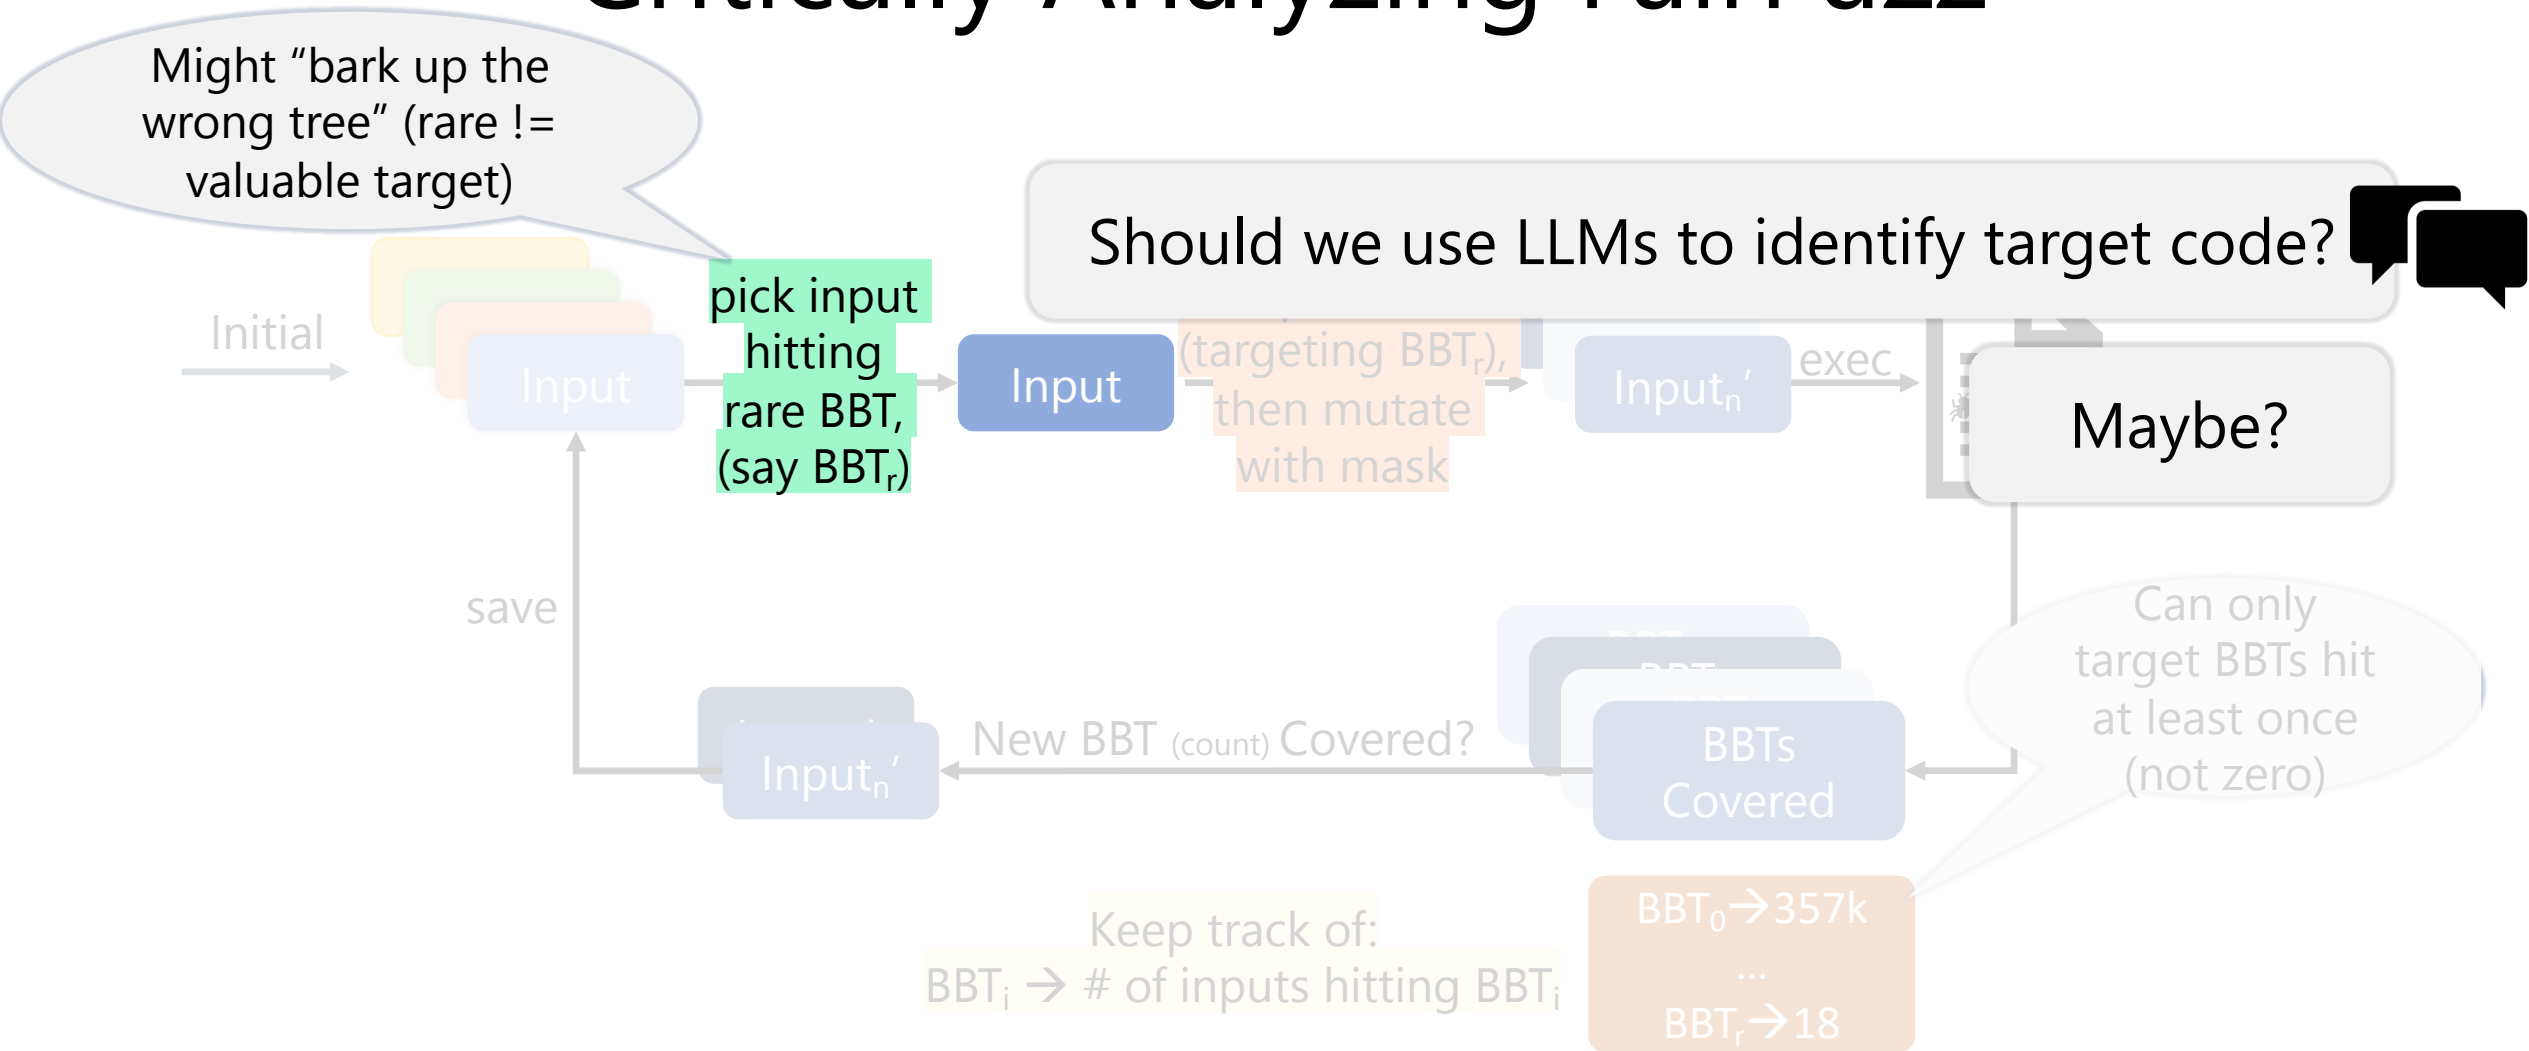 Critically Analyzing FairFuzz
Might “bark up the
wrong tree” (rare !=
valuable target)
Should we use LLMs to identify target code?
Maybe?
Initial
Input
pick input
hitting
rare BBT,
(say BBTr)
Input
(targeting BBTr),
then mutate
with mask
Inputn′
exec
save
Inputn′
New BBT (count) Covered?
BBTs
Covered
Can only
target BBTs hit
at least once
(not zero)
Keep track of:
BBTi → # of inputs hitting BBTi
BBT0→357k
...
BBTr→18